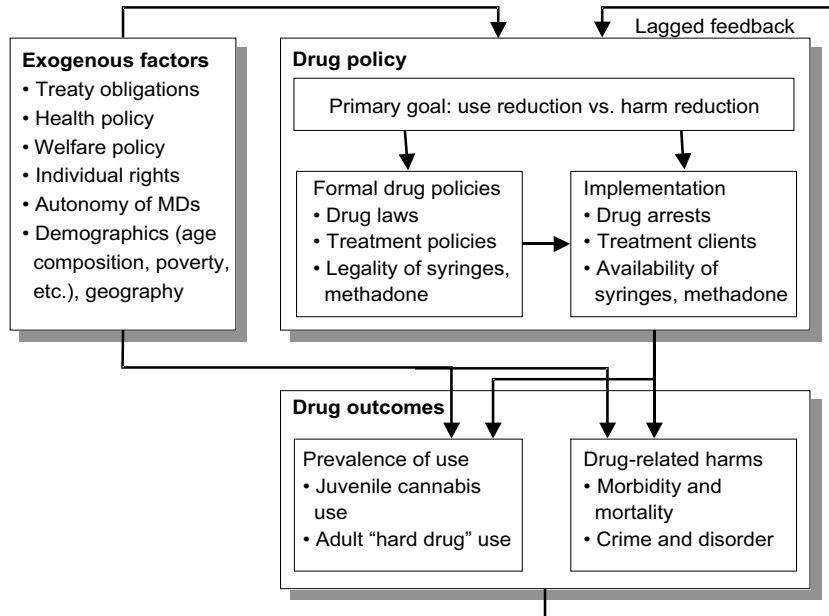 Lagged feedback
Exogenous factors
• Treaty obligations
• Health policy
• Welfare policy
• Individual rights
• Autonomy of MDs
• Demographics (age
composition, poverty,
etc.), geography
Drug policy
Primary goal: use reduction vs. harm reduction
Formal drug policies
• Drug laws
• Treatment policies
• Legality of syringes,
methadone
Implementation
• Drug arrests
• Treatment clients
• Availability of
syringes, methadone
Drug outcomes
Prevalence of use
• Juvenile cannabis
use
• Adult “hard drug” use
Drug-related harms
• Morbidity and
mortality
• Crime and disorder